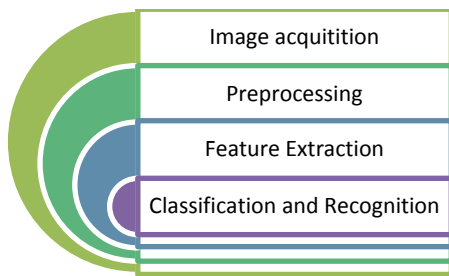 Image acquitition
Preprocessing
Feature Extraction
Classification and Recognition